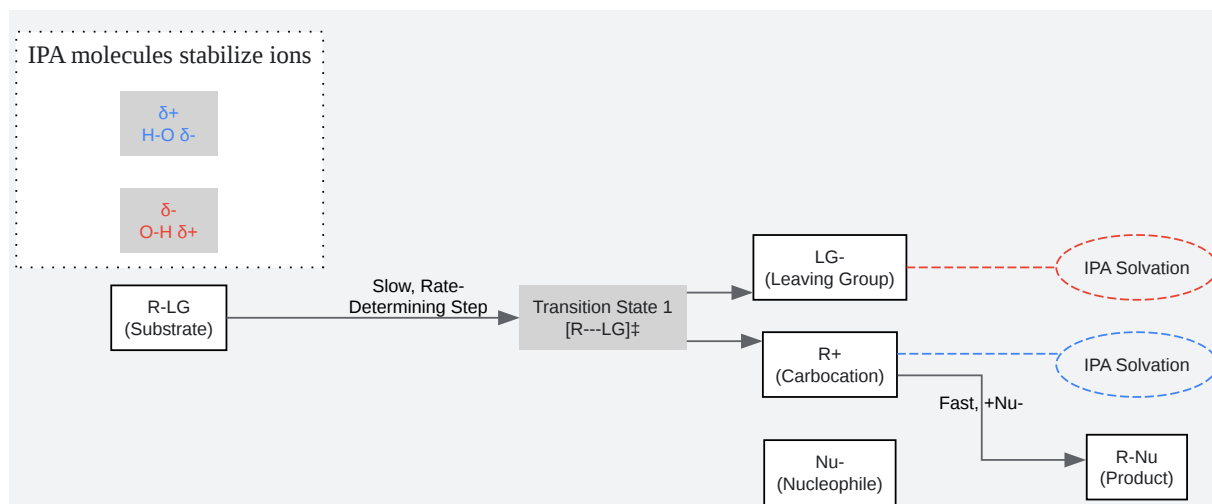 IPA molecules stabilize ions
δ+
H-O δ-
δ-
O-H δ+
R-LG
(Substrate)
Slow, Rate-
Determining Step
Transition State 1
[R---LG]‡
LG-
(Leaving Group)
IPA Solvation
R+
(Carbocation)
IPA Solvation
Fast, +Nu-
Nu-
(Nucleophile)
R-Nu
(Product)